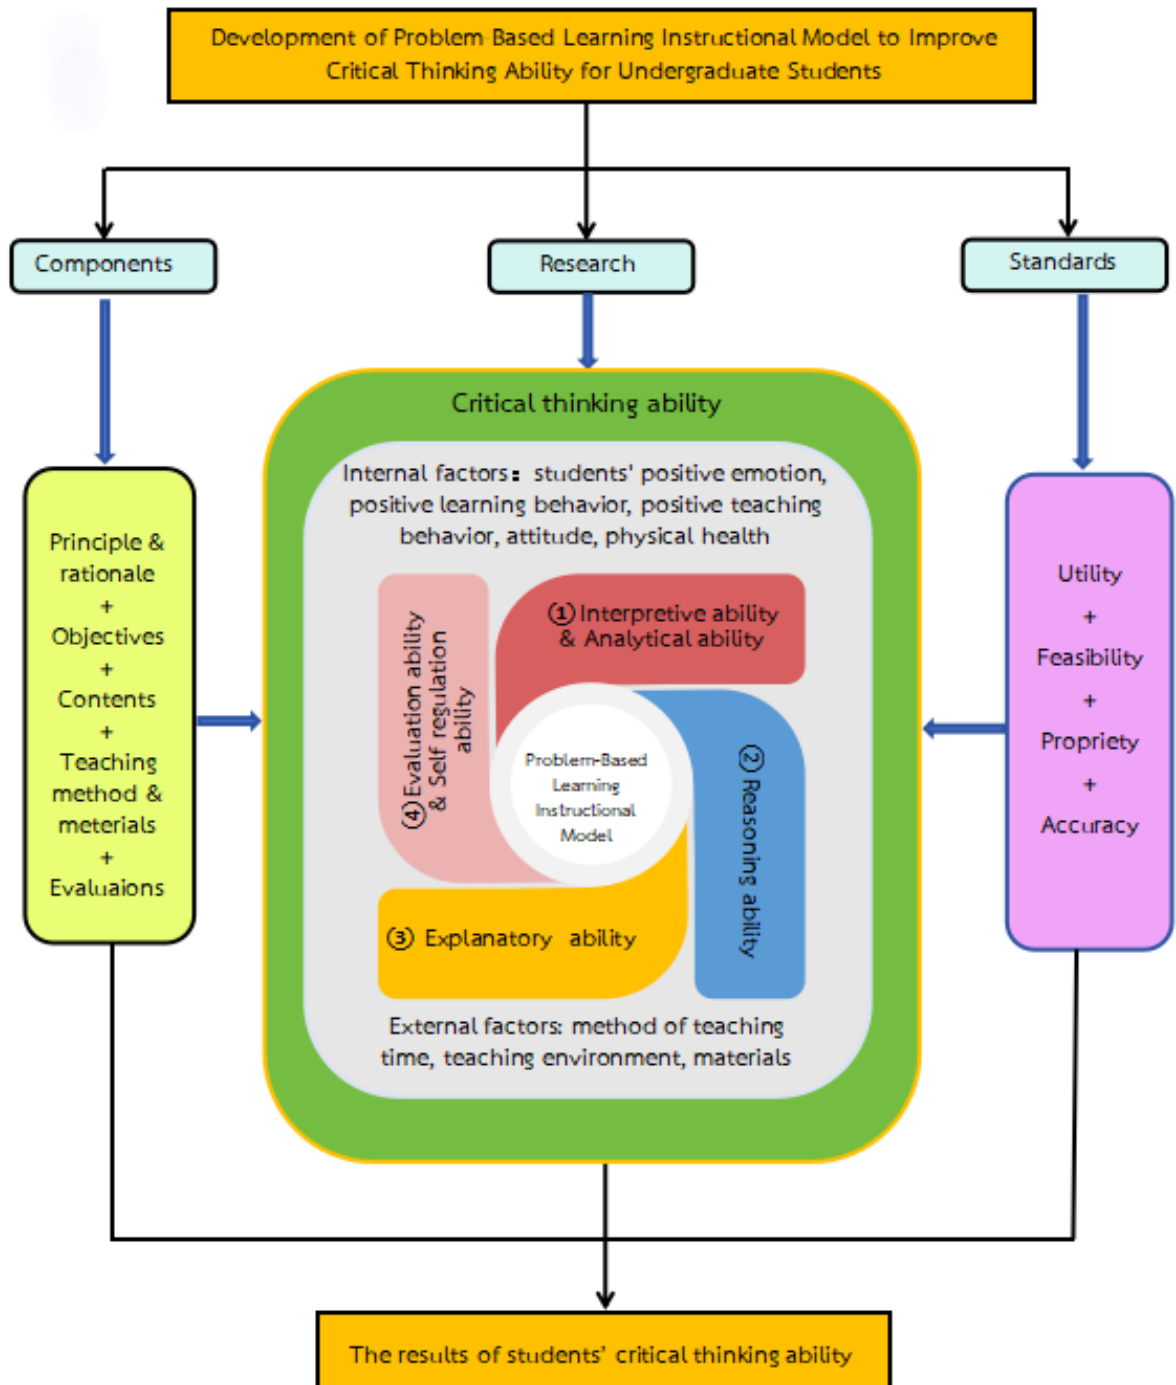 Development of Problem-Based Learning Instructional Model to Improve
Critical Thinking Ability for Undergraduate Students
Components
Research
Standards
Critical thinking ability
Internal factors: students' positive emotion,
positive learning behavior, positive teaching
behavior, attitude, physical health
Principle &
rationale
+
Objectives
+
Contents
+
Teaching
method &
meterials
+
Evaluaions
① Interpretive ability
& Analytical ability
② Reasoning ability
③ Explanatory ability
④ Evaluation ability
& Self regulation
ability
Problem-Based
Learning
Instructional
Model
External factors: method of teaching
time, teaching environment, materials
Utility
+
Feasibility
+
Propriety
+
Accuracy
The results of students' critical thinking ability